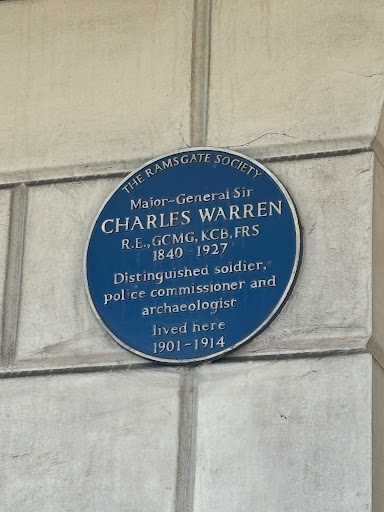 THE RAMSGATE SOCIETY
Major-General Sir
CHARLES WARREN
R.E., GCMG, KCB, FRS
1840-1927
Distinguished soldier,
police commissioner and
archaeologist
lived here
1901-1914